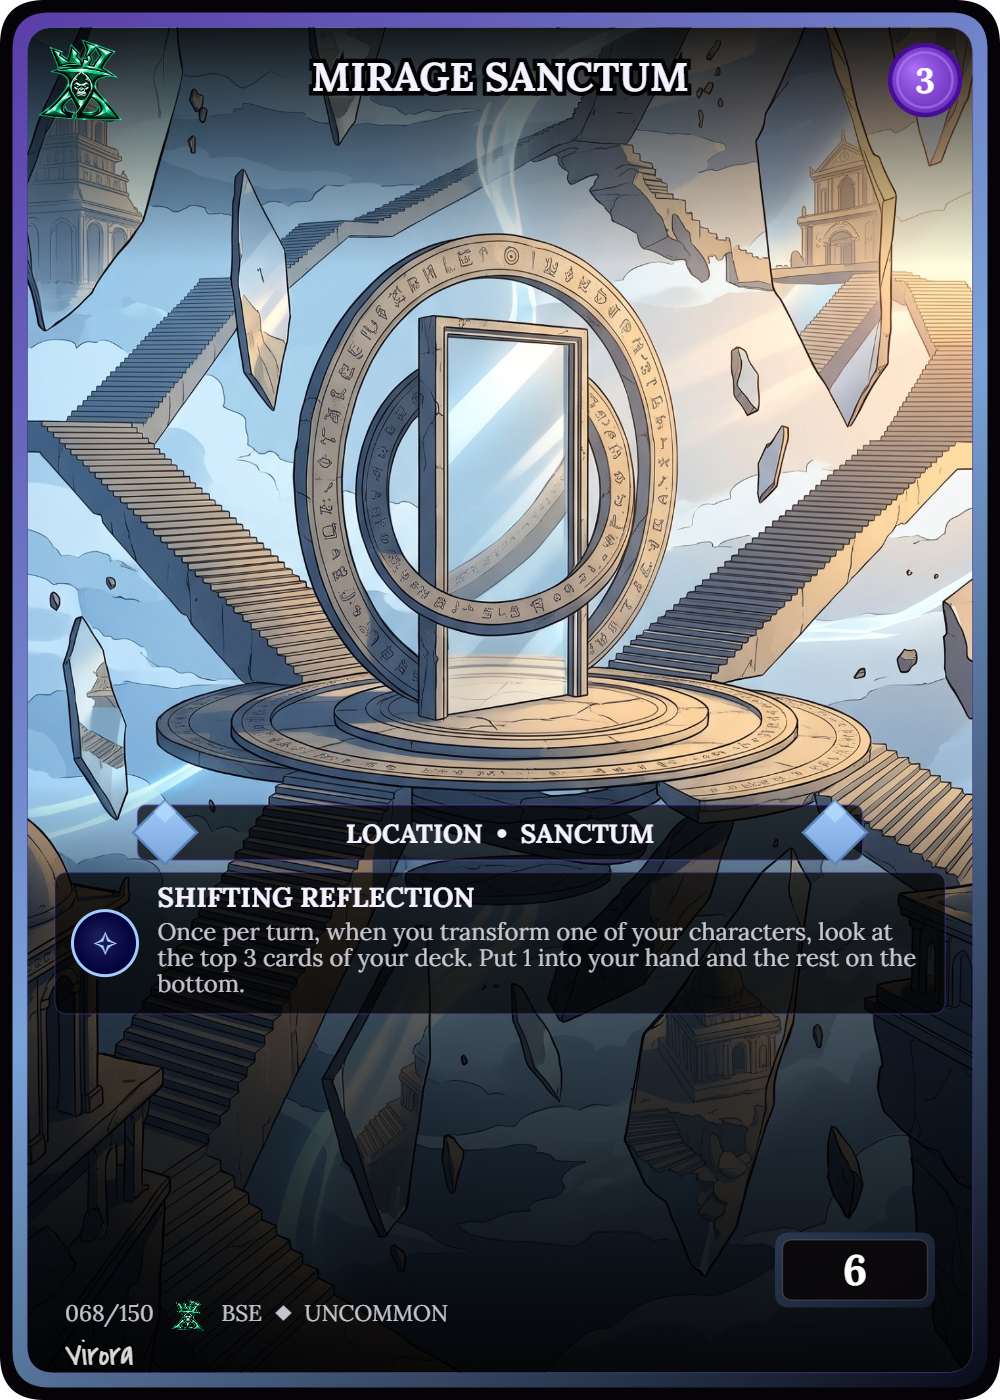 MIRAGE SANCTUM
3
LOCATION • SANCTUM
SHIFTING REFLECTION
Once per turn, when you transform one of your characters, look at
the top 3 cards of your deck. Put 1 into your hand and the rest on the
bottom.
6
068/150 BSE ◆ UNCOMMON
Virora